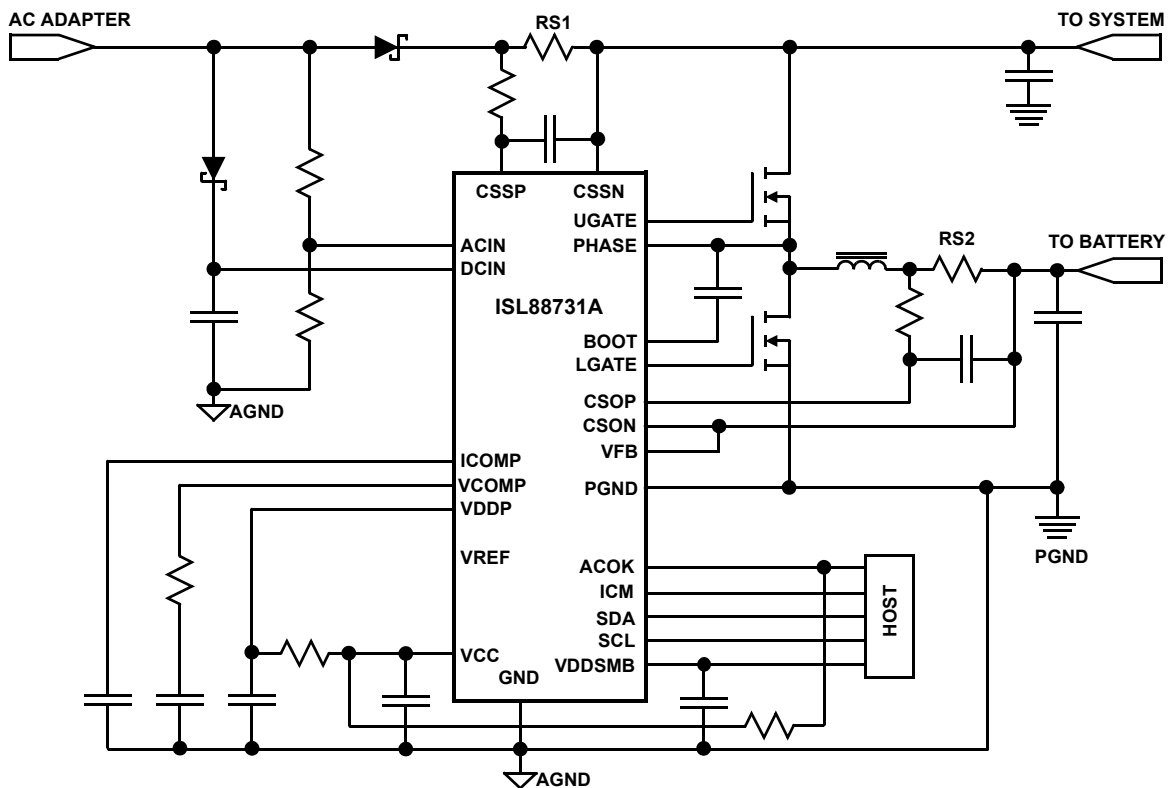 AC ADAPTER
RS1
TO SYSTEM
CSSP
CSSN
UGATE
PHASE
ACIN
DCIN
RS2
TO BATTERY
ISL88731A
BOOT
LGATE
AGND
CSOP
CSON
VFB
ICOMP
VCOMP
VDDP
PGND
VREF
PGND
ACOK
ICM
SDA
SCL
VDDSMB
HOST
VCC
GND
AGND